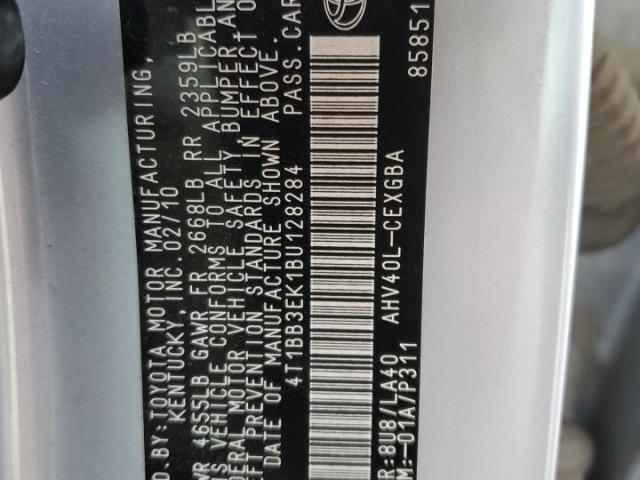 D.BY:TOYOTA MOTOR MANUFACTURING,
KENTUCKY, INC.02/10
WR 4655LB GAWR FR 2668LB RR 2359LB
IS VEHICLE CONFORMS TO ALL APPLICABL
DERAL MOTOR VEHICLE SAFETY, BUMPER,AN
EFT PREVENTION STANDARDS IN EFFECT O
DATE OF MANUFACTURE SHOWN ABOVE.
4T1BB3EK1BU128284 PASS.CAR
AHV40L-CEXGBA 85851
R:8U8/LA40
M:-01A/P311